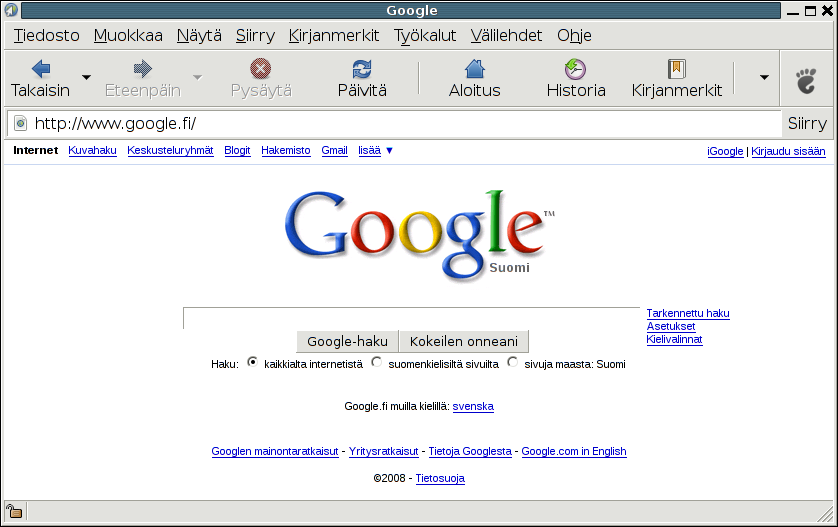 Google
Tiedosto Muokkaa Näytä Siirry Kirjanmerkit Työkalut Välilehdet Ohje
Takaisin Eteenpäin Pysäytä Päivitä Aloitus Historia Kirjanmerkit
http://www.google.fi/ Siirry
Internet Kuvahaku Keskusteluryhmät Blogit Hakemisto Gmail lisää ▼ iGoogle | Kirjaudu sisään
Google™
Suomi
Tarkennettu haku
Asetukset
Kielivalinnat
Google-haku Kokeilen onneani
Haku: kaikkialta internetistä suomenkielisiltä sivuilta sivuja maasta: Suomi
Google.fi muilla kielillä: svenska
Googlen mainontaratkaisut - Yritysratkaisut - Tietoja Googlesta - Google.com in English
©2008 - Tietosuoja